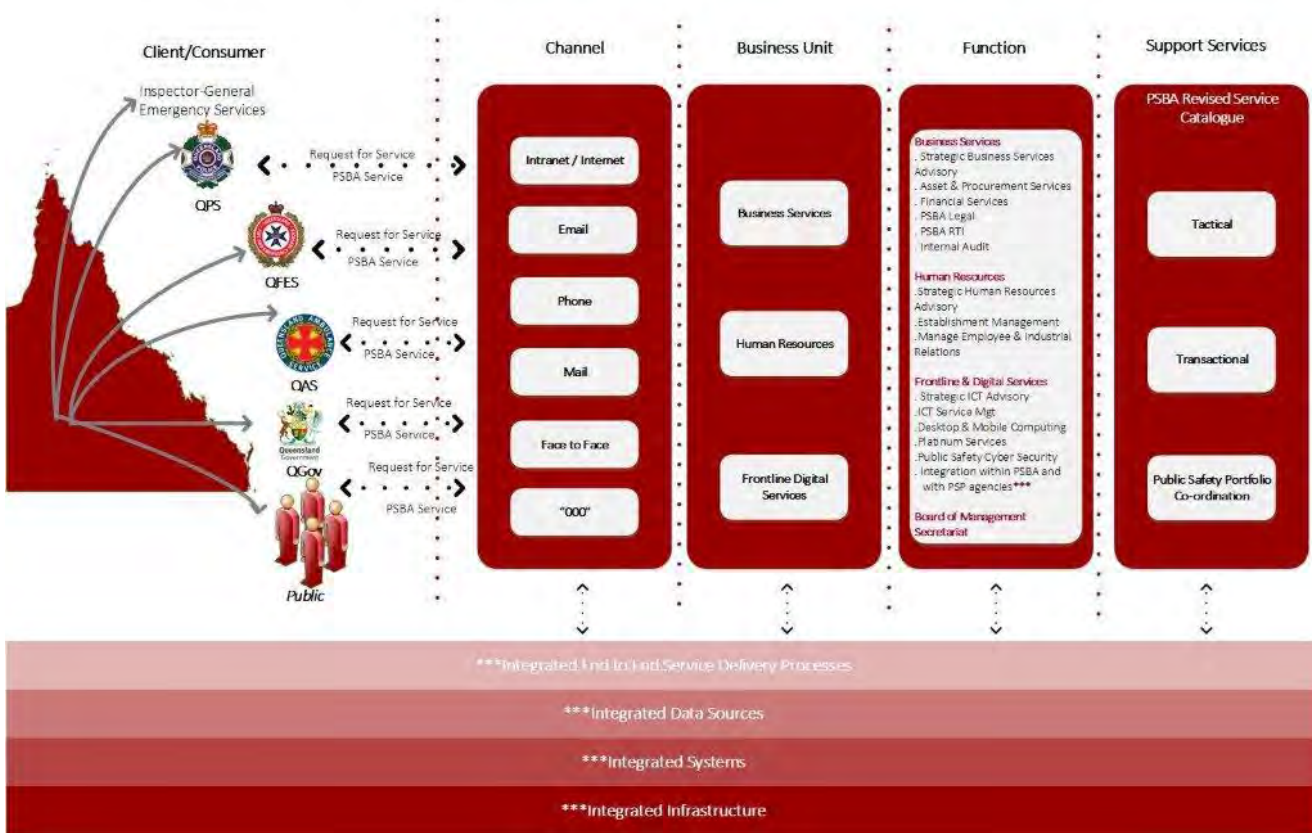 Client/Consumer
Inspector-General
Emergency Services
QPS
QFES
QUEENSLAND AMBULANCE SERVICE
QAS
Queensland
Government
QGov
Public
Request for Service
PSBA Service
Request for Service
PSBA Service
Request for Service
PSBA Service
Request for Service
PSBA Service
Request for Service
PSBA Service
Channel
Intranet / Internet
Email
Phone
Mail
Face to Face
"000"
Business Unit
Business Services
Human Resources
Frontline Digital
Services
Function
Business Services
. Strategic Business Services
Advisory
. Asset & Procurement Services
. Financial Services
. PSBA Legal
. PSBA RTI
. Internal Audit
Human Resources
.Strategic Human Resources
Advisory
.Establishment Management
.Manage Employee & Industrial
Relations
Frontline & Digital Services
. Strategic ICT Advisory
.ICT Service Mgt
. Desktop & Mobile Computing
.Platinum Services
.Public Safety Cyber Security
. Integration within PSBA and
with PSP agencies***
Board of Management
Secretariat
Support Services
PSBA Revised Service
Catalogue
Tactical
Transactional
Public Safety Portfolio
Co-ordination
***Integrated End to End Service Delivery Processes
***Integrated Data Sources
***Integrated Systems
***Integrated Infrastructure